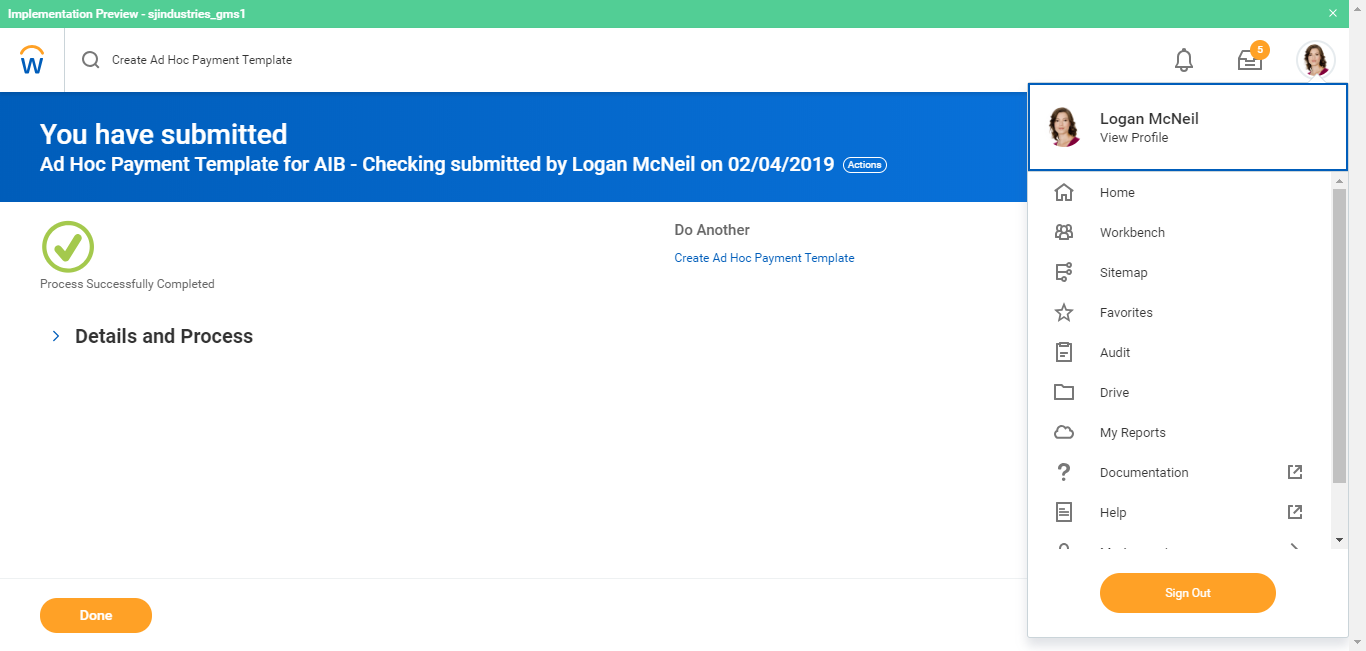 Implementation Preview - sjindustries_gms1
Create Ad Hoc Payment Template
5
You have submitted
Ad Hoc Payment Template for AIB - Checking submitted by Logan McNeil on 02/04/2019 Actions
Process Successfully Completed
Do Another
Create Ad Hoc Payment Template
Details and Process
Done
Logan McNeil
View Profile
Home
Workbench
Sitemap
Favorites
Audit
Drive
My Reports
Documentation
Help
Sign Out